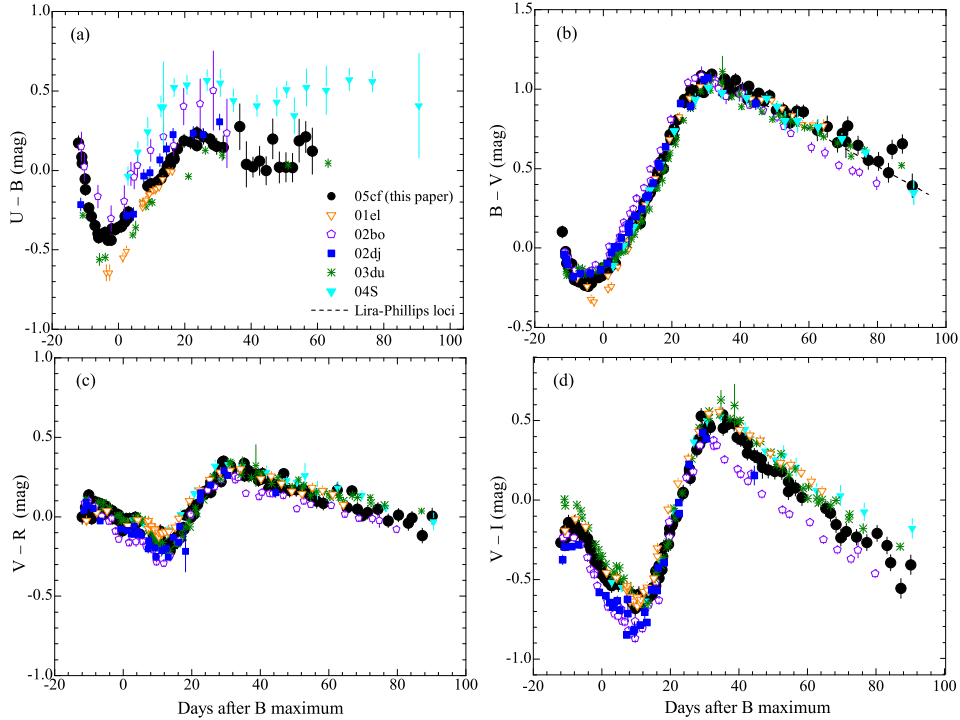 (a)
U – B (mag)
1.0
0.5
0.0
-0.5
-1.0
-20 0 20 40 60 80 100
05cf (this paper)
01el
02bo
02dj
03du
04S
Lira-Phillips loci
(b)
B – V (mag)
1.5
1.0
0.5
0.0
-0.5
-20 0 20 40 60 80 100
(c)
V – R (mag)
1.0
0.5
0.0
-0.5
-1.0
-20 0 20 40 60 80 100
Days after B maximum
(d)
V – I (mag)
1.0
0.5
0.0
-0.5
-1.0
-20 0 20 40 60 80 100
Days after B maximum